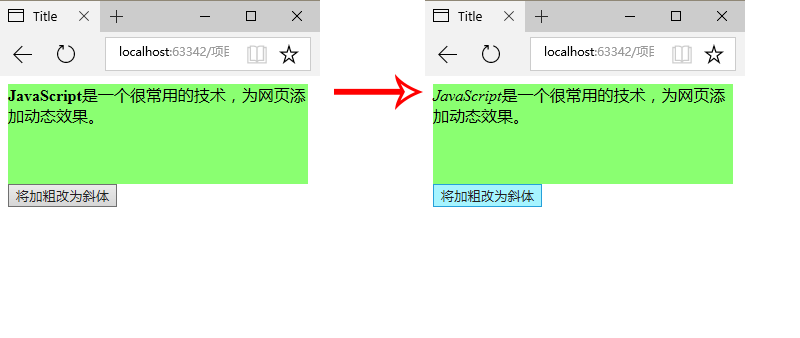 Title
localhost:63342/项目
JavaScript是一个很常用的技术，为网页添
加动态效果。
将加粗改为斜体
Title
localhost:63342/项目
JavaScript是一个很常用的技术，为网页添
加动态效果。
将加粗改为斜体